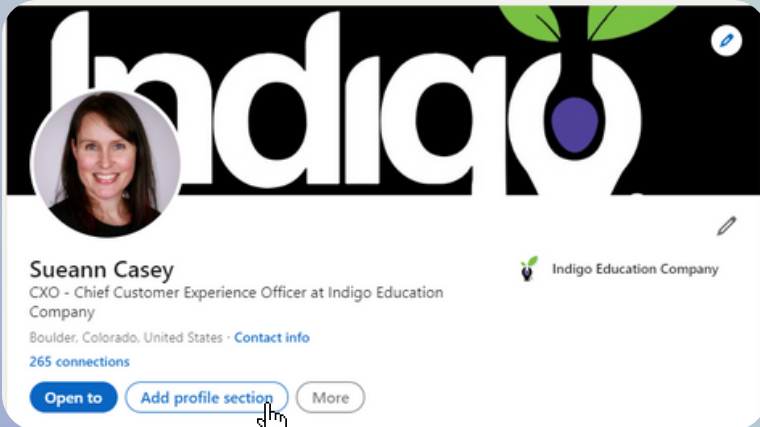 Indigo
Sueann Casey
Indigo Education Company
CXO - Chief Customer Experience Officer at Indigo Education
Company
Boulder, Colorado, United States · Contact info
265 connections
Open to
Add profile section
More